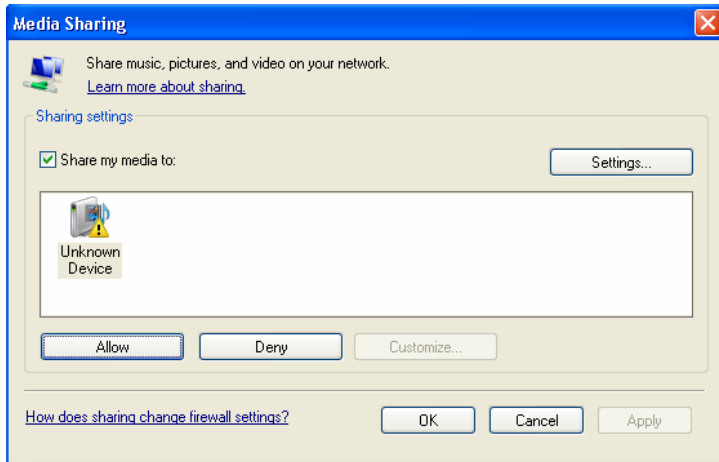 Media Sharing
Share music, pictures, and video on your network.
Learn more about sharing.
Sharing settings
Share my media to:
Settings...
Unknown
Device
Allow
Deny
Customize...
How does sharing change firewall settings?
OK
Cancel
Apply